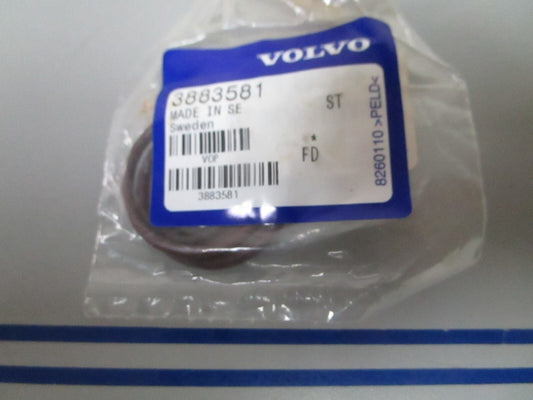 VOLVO
3883581 ST
MADE IN SE
Sweden
*
VOP FD
3883581
8260110 >PELD<